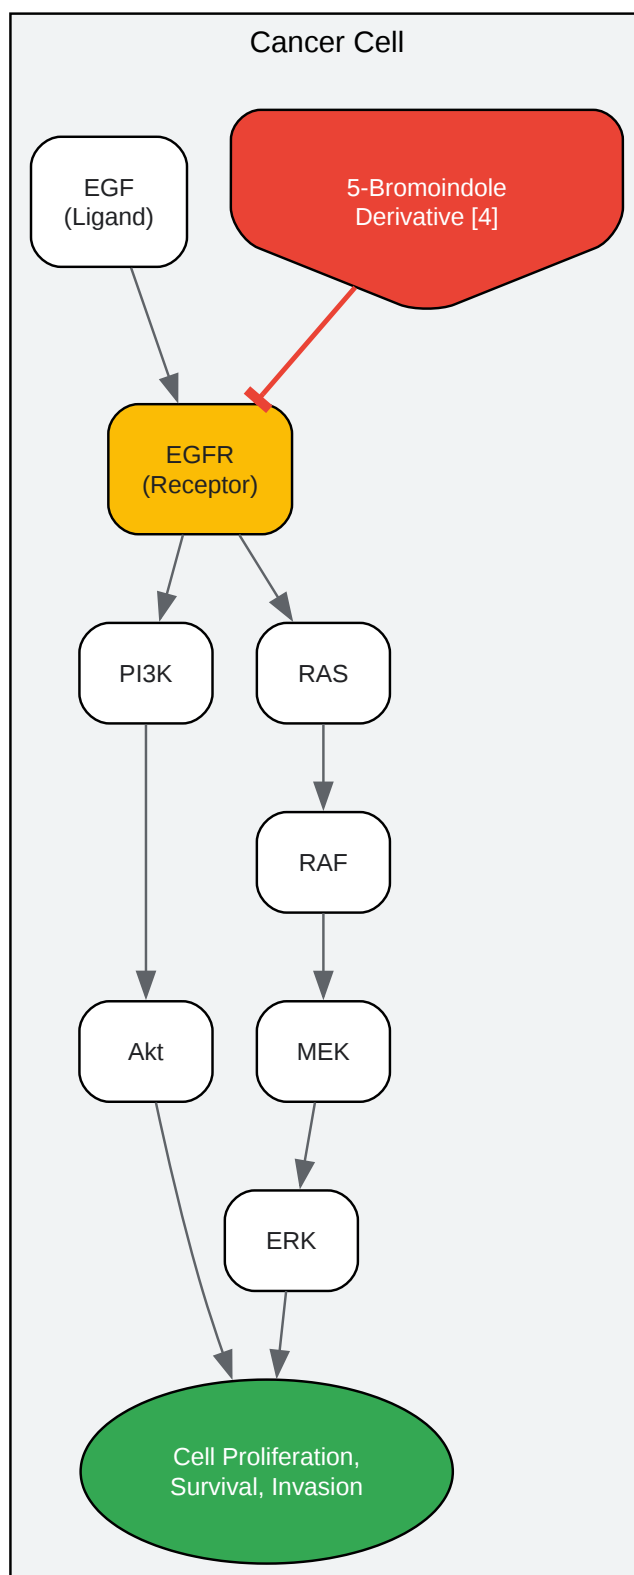 Cancer Cell
EGF
(Ligand)
5-Bromoindole
Derivative [4]
EGFR
(Receptor)
PI3K
RAS
RAF
Akt
MEK
ERK
Cell Proliferation,
Survival, Invasion